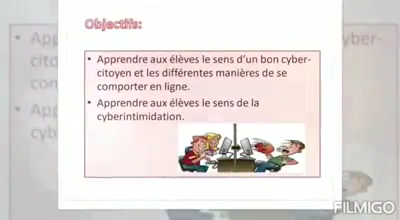 Objectifs:
• Apprendre aux élèves le sens d'un bon cyber-
citoyen et les différentes manières de se
comporter en ligne.
• Apprendre aux élèves le sens de la
cyberintimidation.
FILMIGO